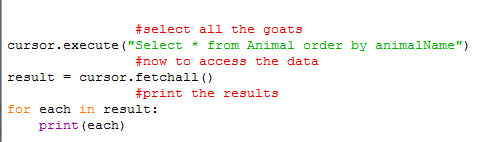 #select all the goats
cursor.execute("Select * from Animal order by animalName")
#now to access the data
result = cursor.fetchall()
#print the results
for each in result:
print(each)